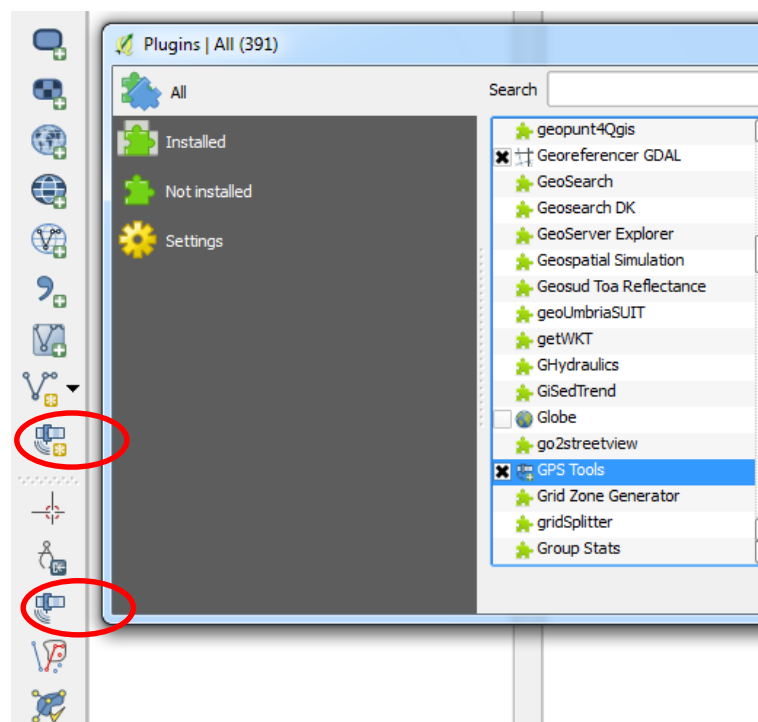 Plugins | All (391)
All
Search
Installed
Not installed
Settings
geopunt4Qgis
Georeferencer GDAL
GeoSearch
Geosearch DK
GeoServer Explorer
Geospatial Simulation
Geosud Toa Reflectance
geoUmbriaSUIT
getWKT
GHydraulics
GiSedTrend
Globe
go2streetview
GPS Tools
Grid Zone Generator
gridSplitter
Group Stats